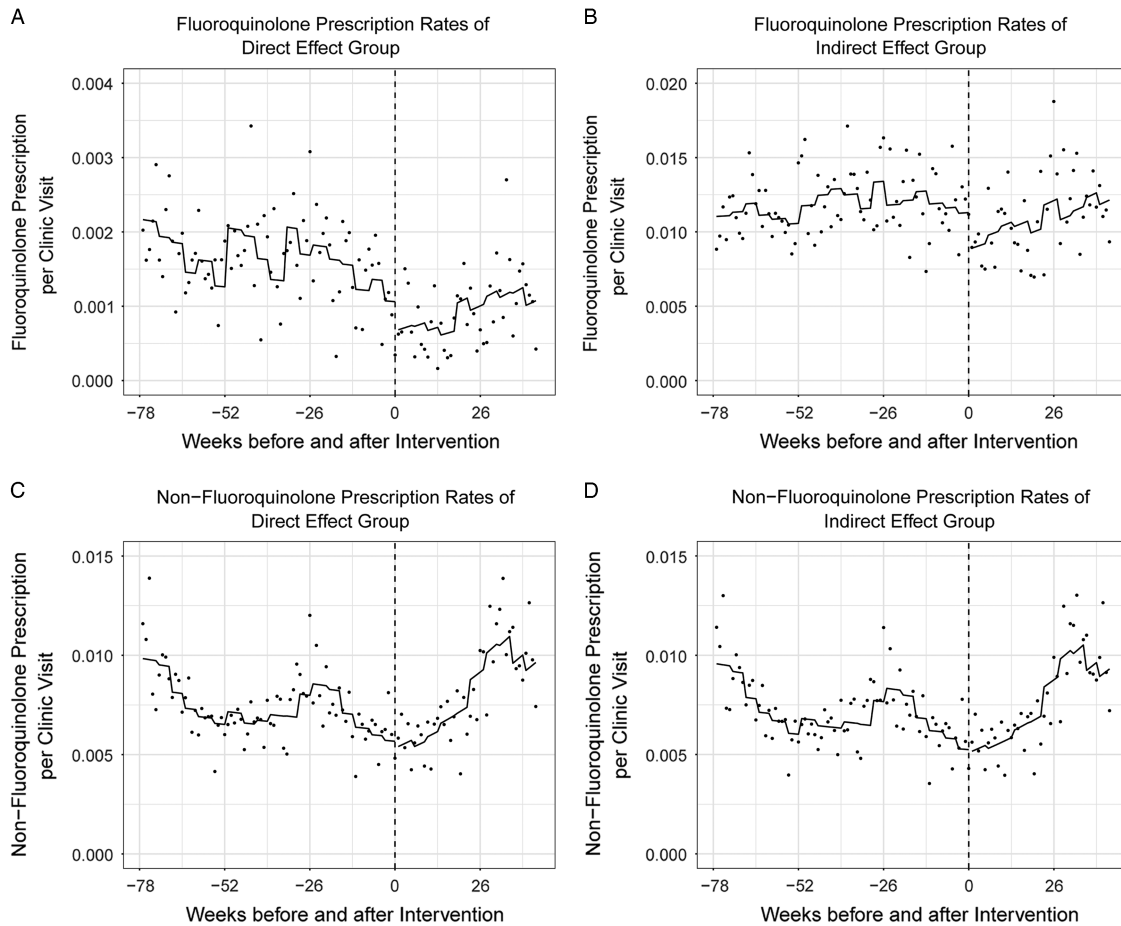 A
Fluoroquinolone Prescription Rates of
Direct Effect Group
Fluoroquinolone Prescription
per Clinic Visit
0.004
0.003
0.002
0.001
0.000
−78
−52
−26
0
26
Weeks before and after Intervention
B
Fluoroquinolone Prescription Rates of
Indirect Effect Group
Fluoroquinolone Prescription
per Clinic Visit
0.020
0.015
0.010
0.005
0.000
−78
−52
−26
0
26
Weeks before and after Intervention
C
Non−Fluoroquinolone Prescription Rates of
Direct Effect Group
Non−Fluoroquinolone Prescription
per Clinic Visit
0.015
0.010
0.005
0.000
−78
−52
−26
0
26
Weeks before and after Intervention
D
Non−Fluoroquinolone Prescription Rates of
Indirect Effect Group
Non−Fluoroquinolone Prescription
per Clinic Visit
0.015
0.010
0.005
0.000
−78
−52
−26
0
26
Weeks before and after Intervention